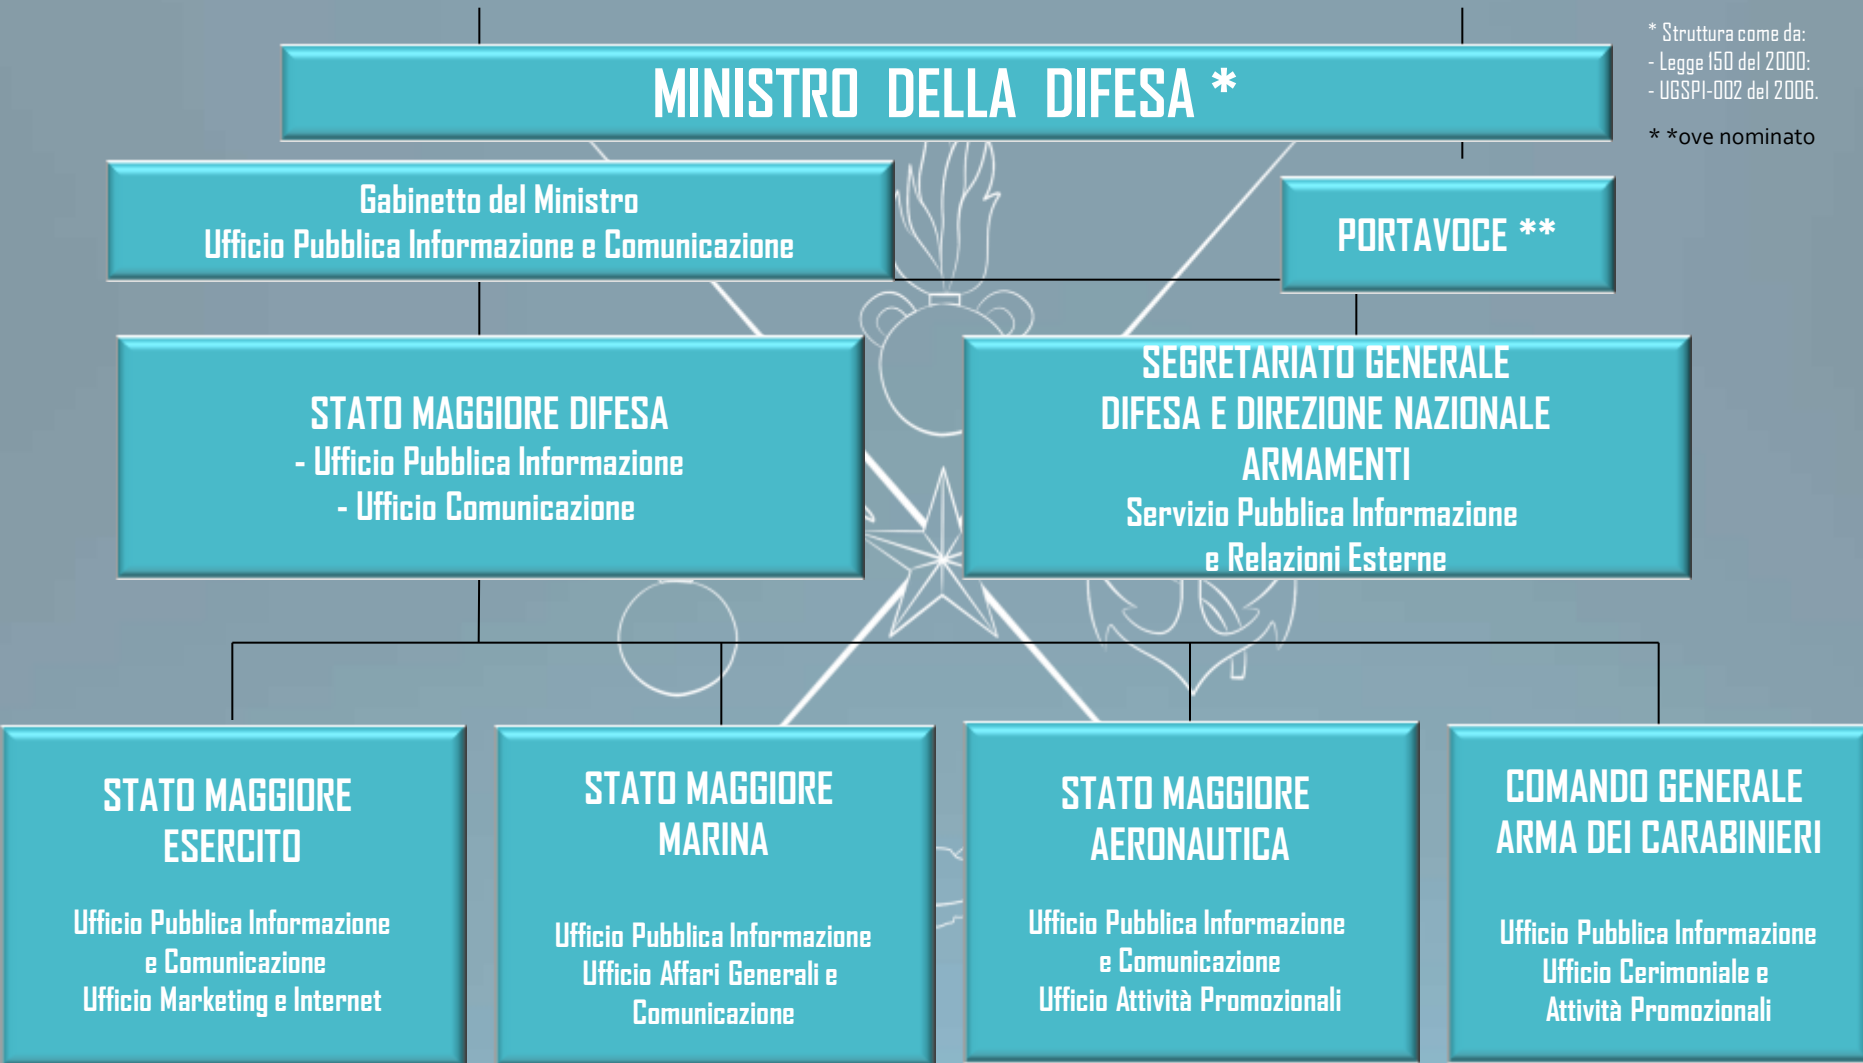 MINISTRO DELLA DIFESA *
* Struttura come da:
- Legge 150 del 2000:
- UGSPI-002 del 2006.
* *ove nominato
Gabinetto del Ministro
Ufficio Pubblica Informazione e Comunicazione
PORTAVOCE **
STATO MAGGIORE DIFESA
- Ufficio Pubblica Informazione
- Ufficio Comunicazione
SEGRETARIATO GENERALE
DIFESA E DIREZIONE NAZIONALE
ARMAMENTI
Servizio Pubblica Informazione
e Relazioni Esterne
STATO MAGGIORE
ESERCITO
Ufficio Pubblica Informazione
e Comunicazione
Ufficio Marketing e Internet
STATO MAGGIORE
MARINA
Ufficio Pubblica Informazione
Ufficio Affari Generali e
Comunicazione
STATO MAGGIORE
AERONAUTICA
Ufficio Pubblica Informazione
e Comunicazione
Ufficio Attività Promozionali
COMANDO GENERALE
ARMA DEI CARABINIERI
Ufficio Pubblica Informazione
Ufficio Cerimoniale e
Attività Promozionali